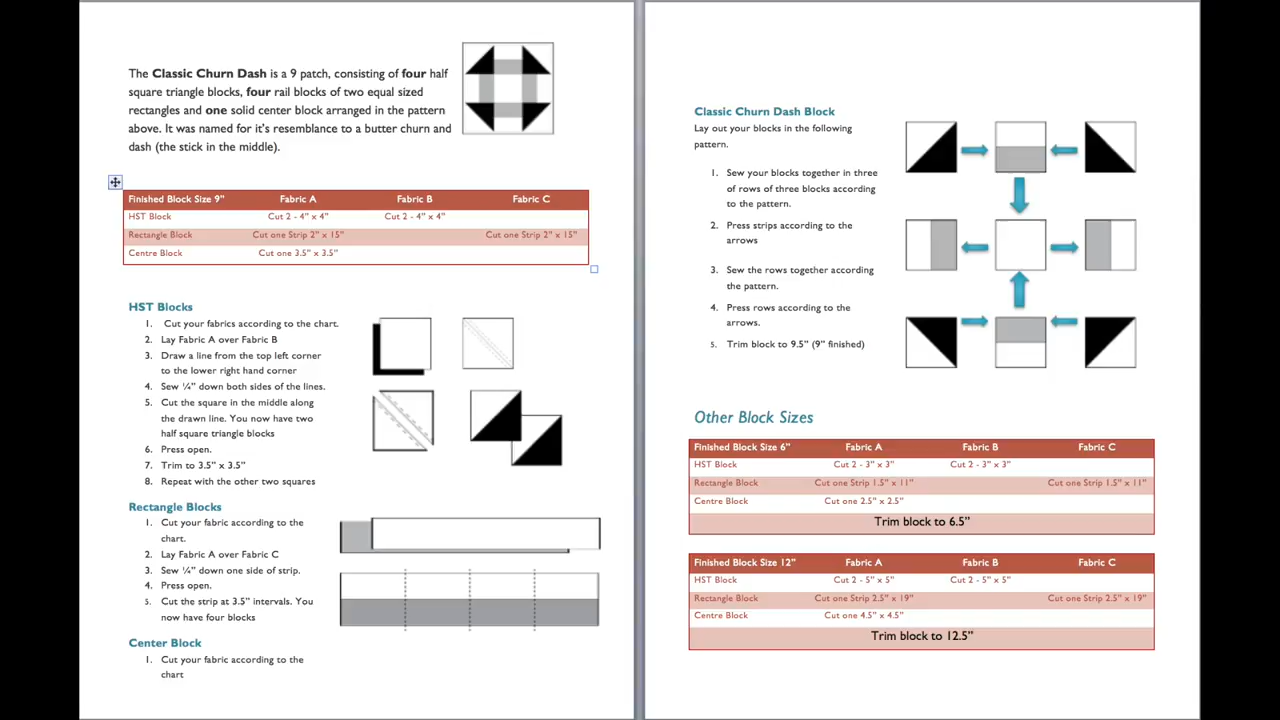 The Classic Churn Dash is a 9 patch, consisting of four half
square triangle blocks, four rail blocks of two equal sized
rectangles and one solid center block arranged in the pattern
above. It was named for it's resemblance to a butter churn and
dash (the stick in the middle).
Finished Block Size 9" Fabric A Fabric B Fabric C
HST Block Cut 2 - 4" x 4" Cut 2 - 4" x 4"
Rectangle Block Cut one Strip 2" x 15" Cut one Strip 2" x 15"
Centre Block Cut one 3.5" x 3.5"
HST Blocks
1. Cut your fabrics according to the chart.
2. Lay Fabric A over Fabric B
3. Draw a line from the top left corner
to the lower right hand corner
4. Sew ¼" down both sides of the lines.
5. Cut the square in the middle along
the drawn line. You now have two
half square triangle blocks
6. Press open.
7. Trim to 3.5" x 3.5"
8. Repeat with the other two squares
Rectangle Blocks
1. Cut your fabric according to the
chart.
2. Lay Fabric A over Fabric C
3. Sew ¼" down one side of strip.
4. Press open.
5. Cut the strip at 3.5" intervals. You
now have four blocks
Center Block
1. Cut your fabric according to the
chart
Classic Churn Dash Block
Lay out your blocks in the following
pattern.
1. Sew your blocks together in three
of rows of three blocks according
to the pattern.
2. Press strips according to the
arrows
3. Sew the rows together according
the pattern.
4. Press rows according to the
arrows.
5. Trim block to 9.5" (9" finished)
Other Block Sizes
Finished Block Size 6" Fabric A Fabric B Fabric C
HST Block Cut 2 - 3" x 3" Cut 2 - 3" x 3"
Rectangle Block Cut one Strip 1.5" x 11" Cut one Strip 1.5" x 11"
Centre Block Cut one 2.5" x 2.5"
Trim block to 6.5"
Finished Block Size 12" Fabric A Fabric B Fabric C
HST Block Cut 2 - 5" x 5" Cut 2 - 5" x 5"
Rectangle Block Cut one Strip 2.5" x 19" Cut one Strip 2.5" x 19"
Centre Block Cut one 4.5" x 4.5"
Trim block to 12.5"